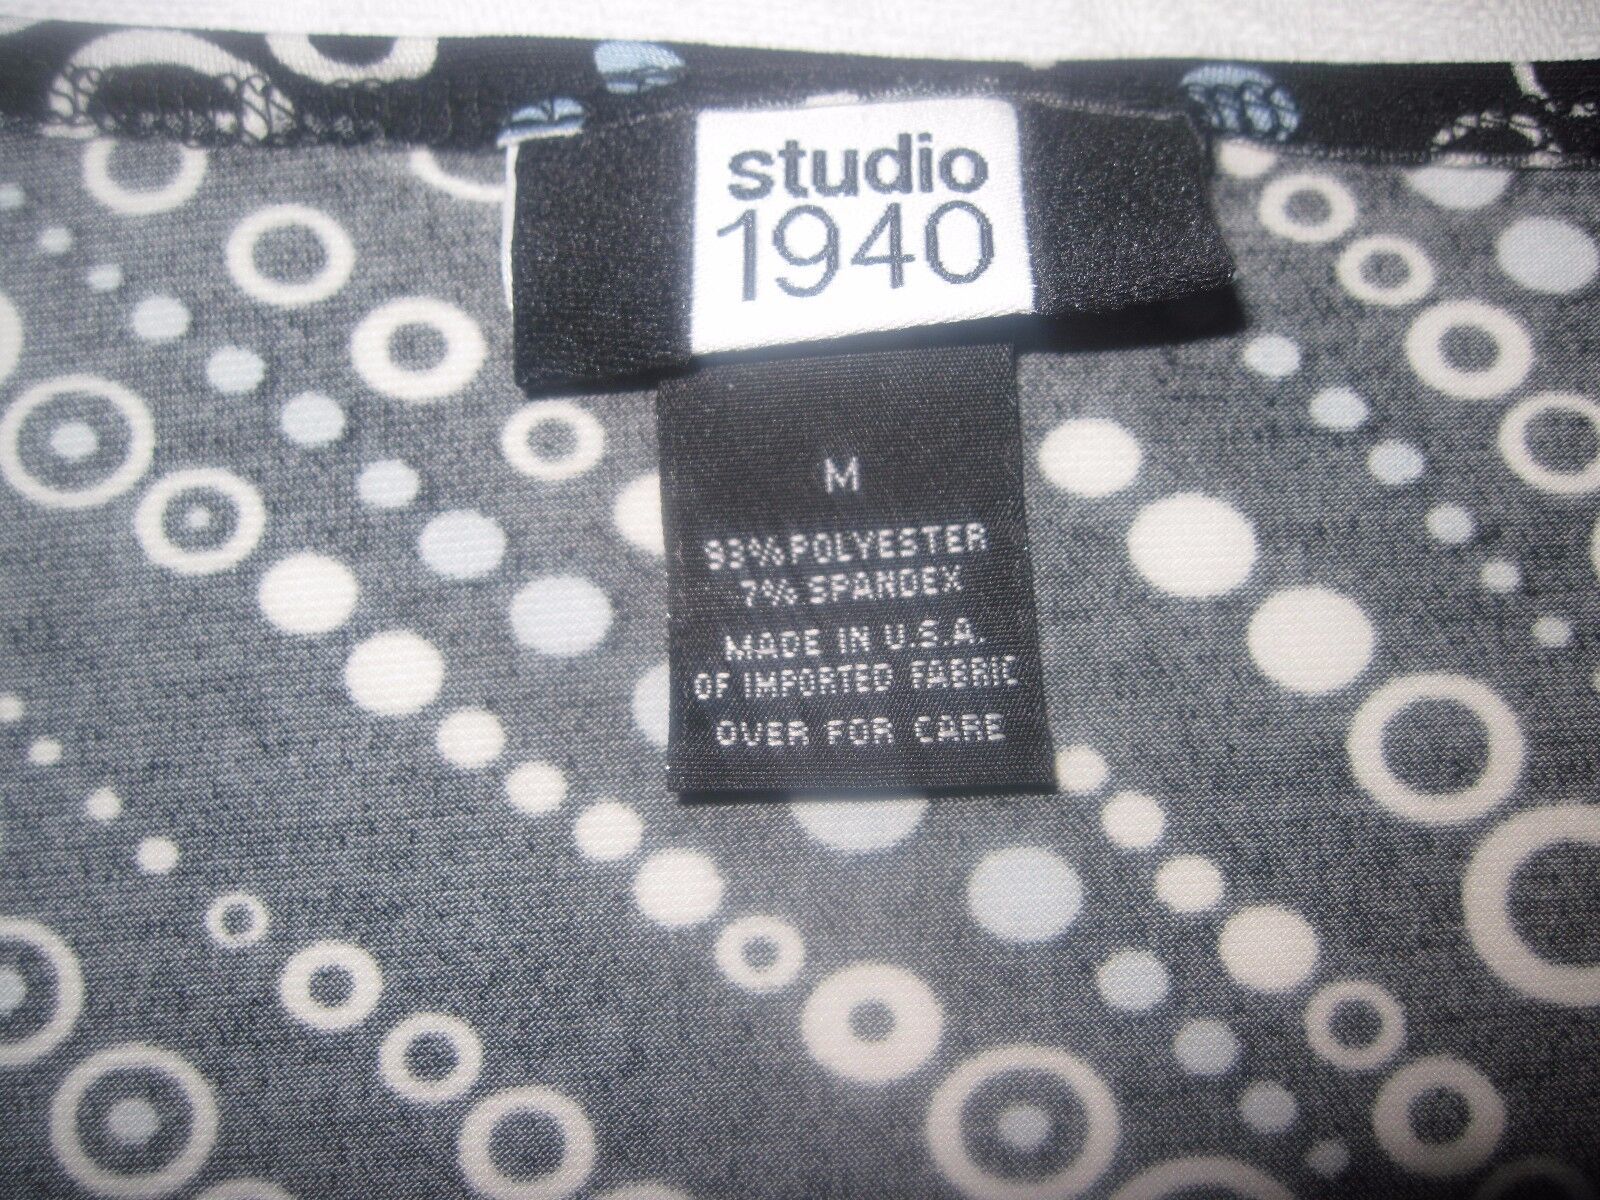 studio
1940
M
93% POLYESTER
7% SPANDEX
MADE IN U.S.A.
OF IMPORTED FABRIC
OVER FOR CARE